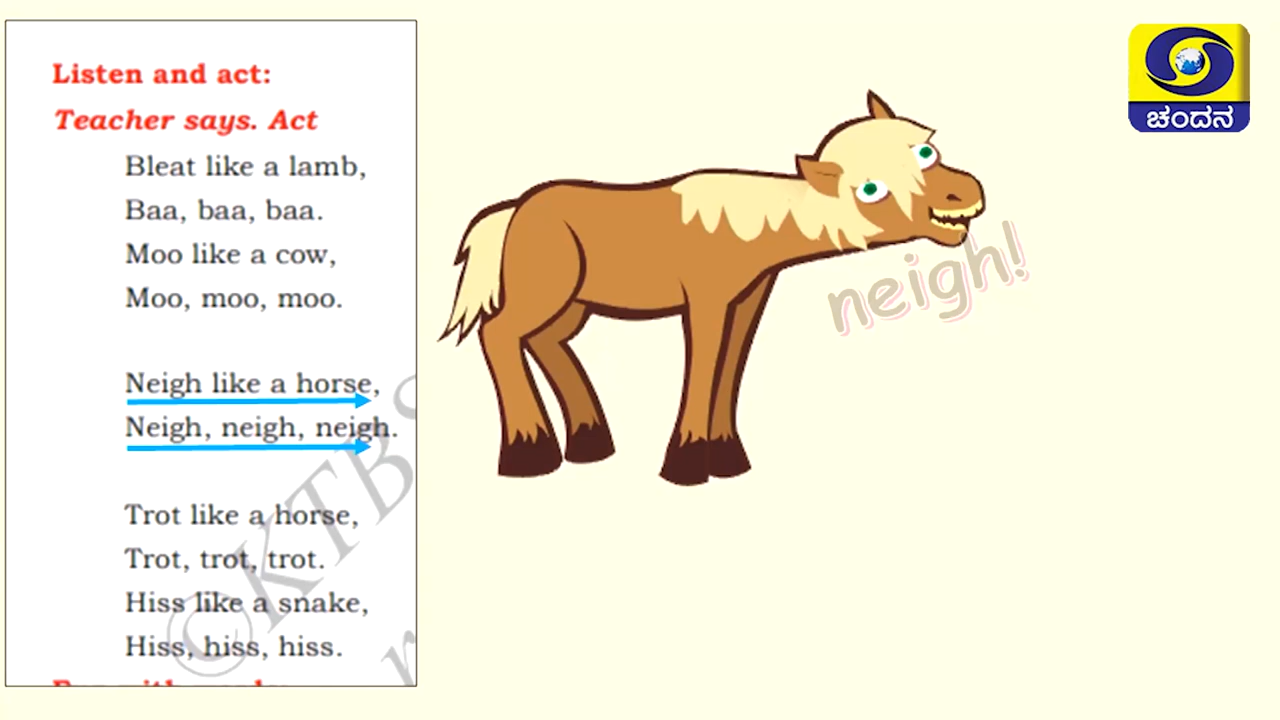 Listen and act:
Teacher says. Act
Bleat like a lamb,
Baa, baa, baa.
Moo like a cow,
Moo, moo, moo.
Neigh like a horse,
Neigh, neigh, neigh.
Trot like a horse,
Trot, trot, trot.
Hiss like a snake,
Hiss, hiss, hiss.
©KTBS
neigh!
ಚಂದನ